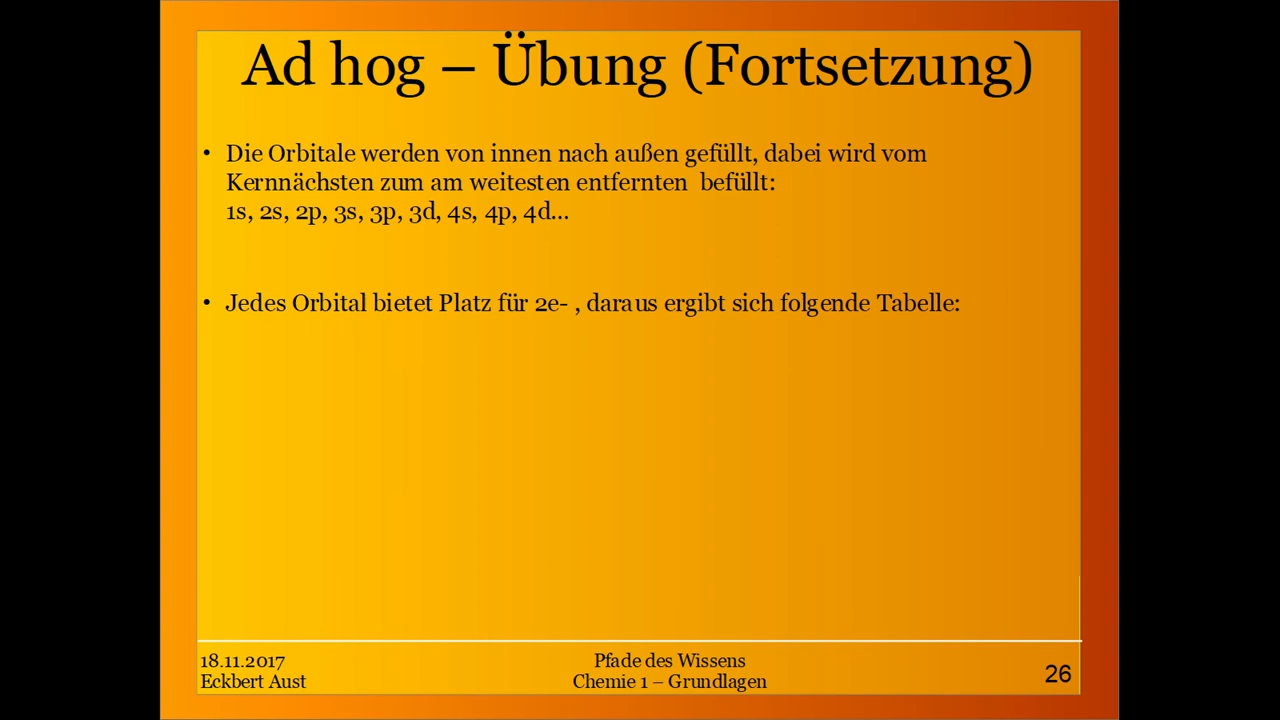 Ad hog – Übung (Fortsetzung)
• Die Orbitale werden von innen nach außen gefüllt, dabei wird vom
Kernnächsten zum am weitesten entfernten  befüllt:
1s, 2s, 2p, 3s, 3p, 3d, 4s, 4p, 4d…
• Jedes Orbital bietet Platz für 2e- , daraus ergibt sich folgende Tabelle:
18.11.2017
Eckbert Aust
Pfade des Wissens
Chemie 1 – Grundlagen
26